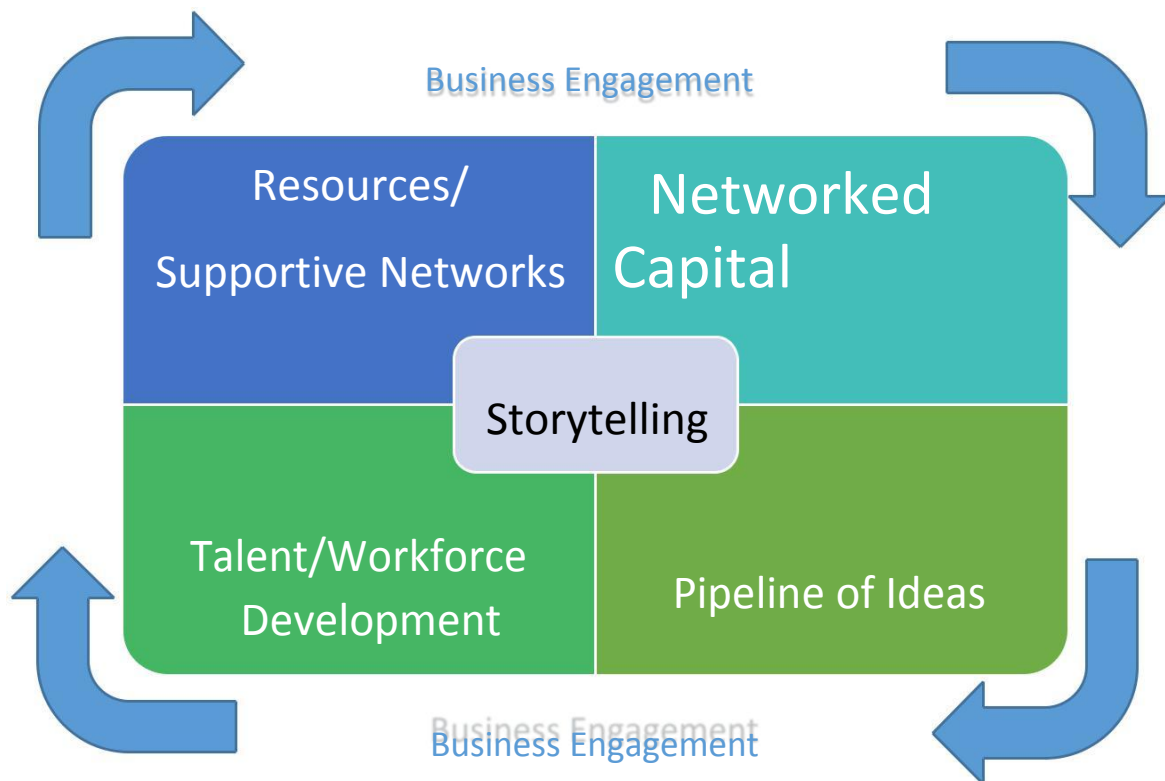 Business Engagement
Resources/
Supportive Networks
Networked
Capital
Storytelling
Talent/Workforce
Development
Pipeline of Ideas
Business Engagement